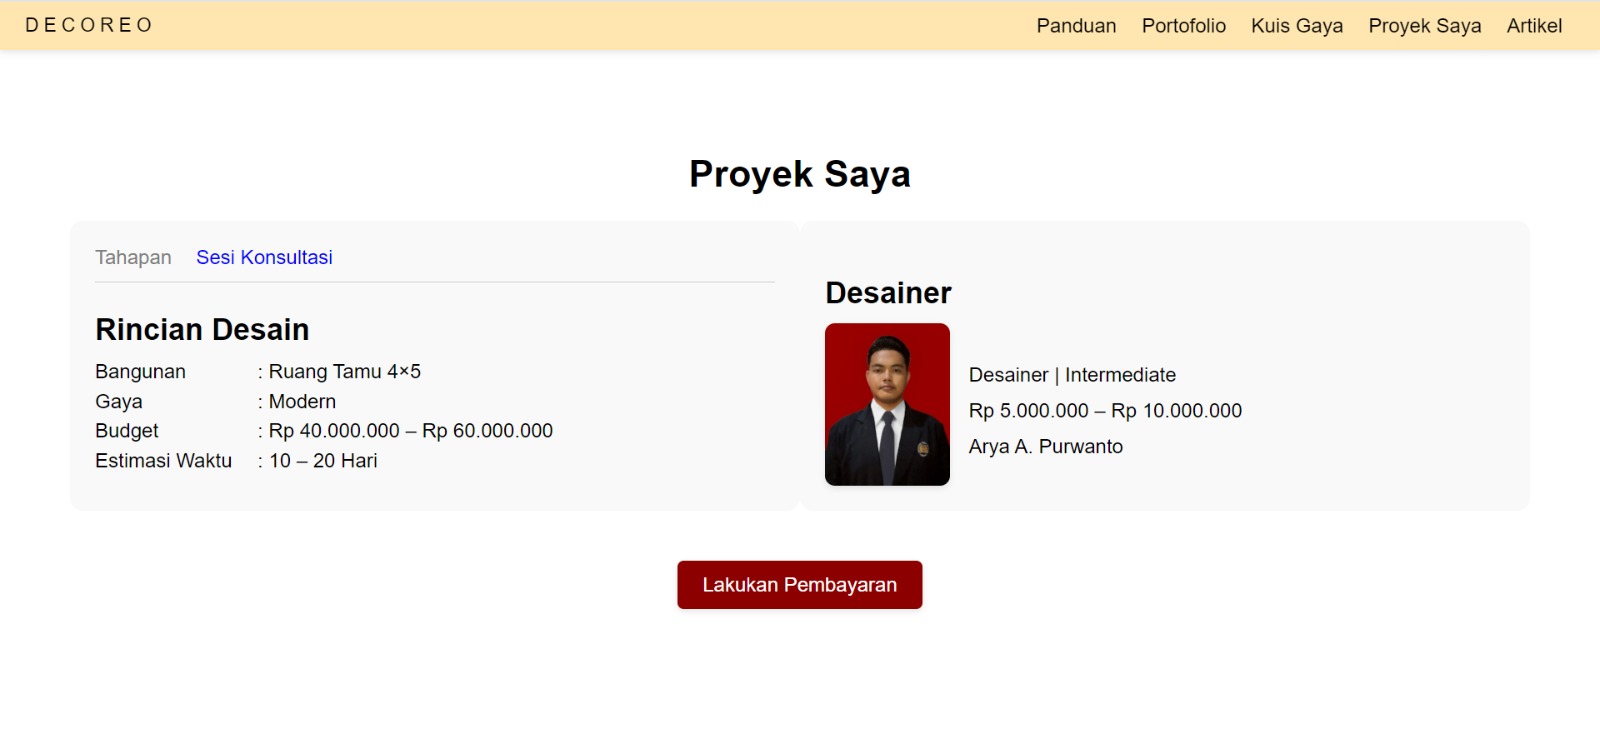 DECOREO
Panduan Portofolio Kuis Gaya Proyek Saya Artikel
Proyek Saya
Tahapan Sesi Konsultasi
Rincian Desain
Bangunan : Ruang Tamu 4×5
Gaya : Modern
Budget : Rp 40.000.000 – Rp 60.000.000
Estimasi Waktu : 10 – 20 Hari
Desainer
Desainer | Intermediate
Rp 5.000.000 – Rp 10.000.000
Arya A. Purwanto
Lakukan Pembayaran